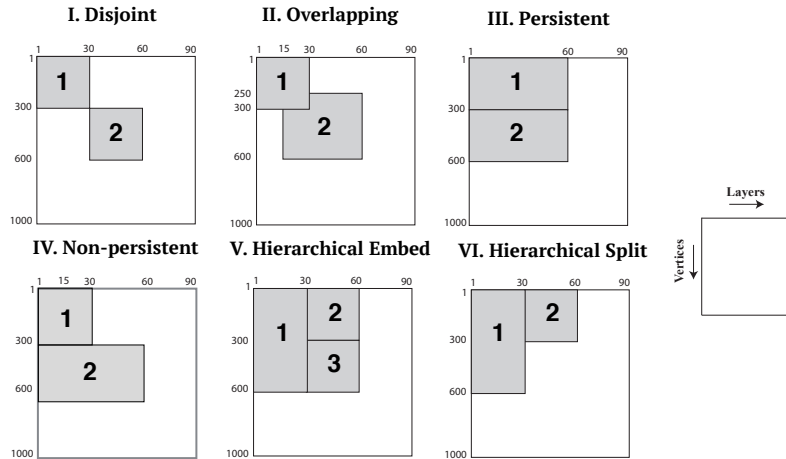 I. Disjoint
II. Overlapping
III. Persistent
1 30 60 90
1
300
600
1000
1
2
1 15 30 60 90
1
250
300
600
1000
1
2
1 60 90
1
300
600
1000
1
2
Layers
Vertices
IV. Non-persistent
V. Hierarchical Embed
VI. Hierarchical Split
1 15 30 60 90
1
300
600
1000
1
2
1 30 60 90
1
300
600
1000
1
2
3
1 30 60 90
1
300
600
1000
1
2